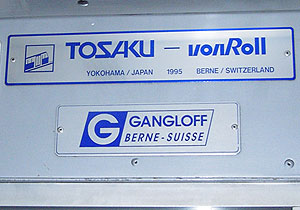 TOSAKU – vonRoll
YOKOHAMA / JAPAN 1995 BERNE / SWITZERLAND
G GANGLOFF
BERNE - SUISSE